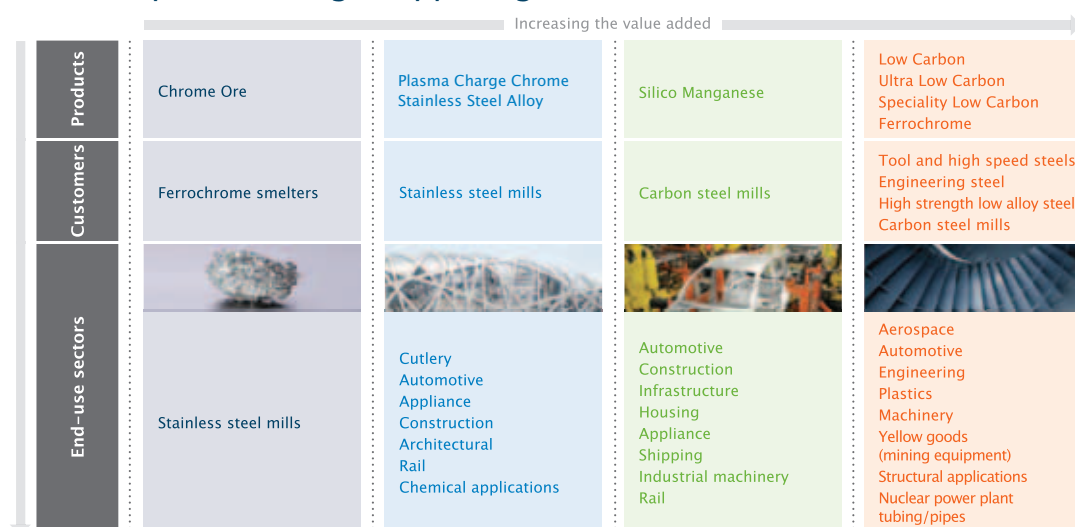 Increasing the value added
Products
Chrome Ore
Plasma Charge Chrome
Stainless Steel Alloy
Silico Manganese
Low Carbon
Ultra Low Carbon
Speciality Low Carbon
Ferrochrome
Customers
Ferrochrome smelters
Stainless steel mills
Carbon steel mills
Tool and high speed steels
Engineering steel
High strength low alloy steel
Carbon steel mills
End-use sectors
Stainless steel mills
Cutlery
Automotive
Appliance
Construction
Architectural
Rail
Chemical applications
Automotive
Construction
Infrastructure
Housing
Appliance
Shipping
Industrial machinery
Rail
Aerospace
Automotive
Engineering
Plastics
Machinery
Yellow goods
(mining equipment)
Structural applications
Nuclear power plant
tubing/pipes